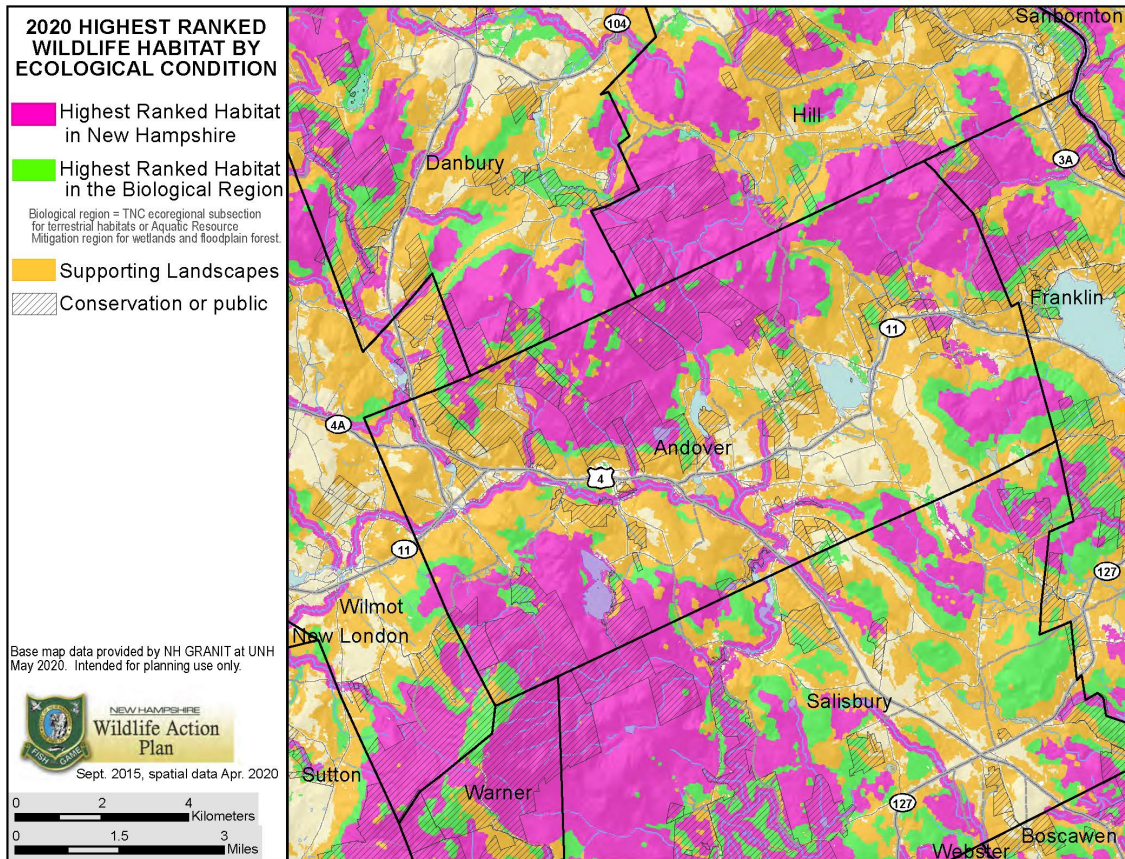 2020 HIGHEST RANKED
WILDLIFE HABITAT BY
ECOLOGICAL CONDITION
Highest Ranked Habitat
in New Hampshire
Highest Ranked Habitat
in the Biological Region
Biological region = TNC ecoregional subsection
for terrestrial habitats or Aquatic Resource
Mitigation region for wetlands and floodplain forest.
Supporting Landscapes
Conservation or public
Base map data provided by NH GRANIT at UNH
May 2020. Intended for planning use only.
FISH GAME
NEW HAMPSHIRE
Wildlife Action
Plan
Sept. 2015, spatial data Apr. 2020
0 2 4
Kilometers
0 1.5 3
Miles
Sanbornton
104
Hill
3A
Danbury
Franklin
11
4A
Andover
4
11
127
Wilmot
New London
Salisbury
Sutton
Warner
127
Boscawen
Webster